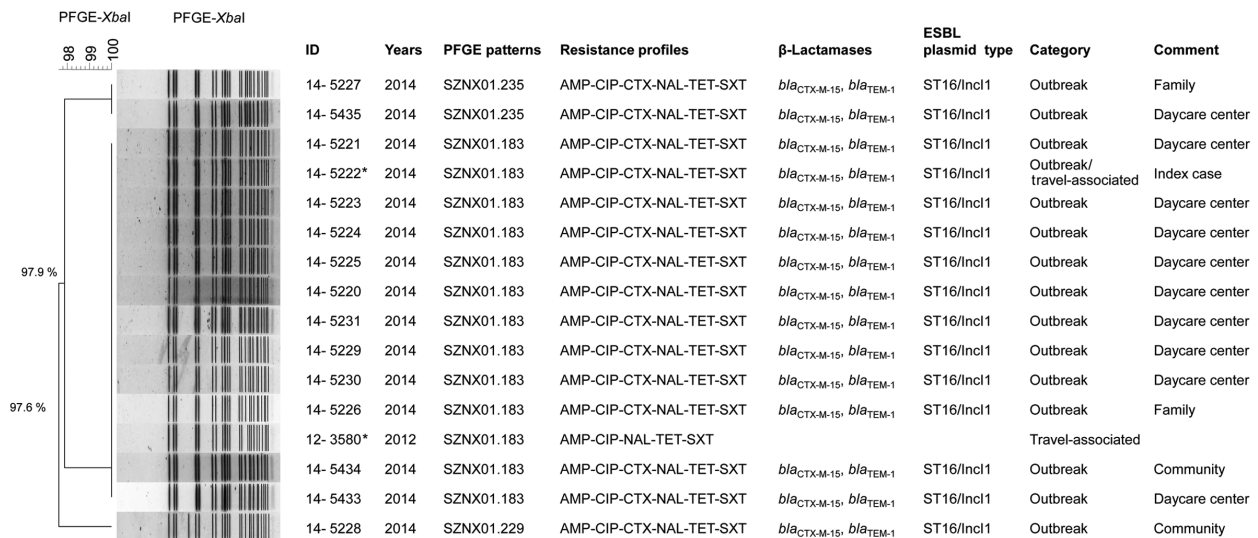 PFGE-XbaI PFGE-XbaI
98 99 100
ID Years PFGE patterns Resistance profiles β-Lactamases ESBL plasmid type Category Comment
14- 5227 2014 SZNX01.235 AMP-CIP-CTX-NAL-TET-SXT blaCTX-M-15, blaTEM-1 ST16/IncI1 Outbreak Family
14- 5435 2014 SZNX01.235 AMP-CIP-CTX-NAL-TET-SXT blaCTX-M-15, blaTEM-1 ST16/IncI1 Outbreak Daycare center
14- 5221 2014 SZNX01.183 AMP-CIP-CTX-NAL-TET-SXT blaCTX-M-15, blaTEM-1 ST16/IncI1 Outbreak Daycare center
14- 5222* 2014 SZNX01.183 AMP-CIP-CTX-NAL-TET-SXT blaCTX-M-15, blaTEM-1 ST16/IncI1 Outbreak/ travel-associated Index case
14- 5223 2014 SZNX01.183 AMP-CIP-CTX-NAL-TET-SXT blaCTX-M-15, blaTEM-1 ST16/IncI1 Outbreak Daycare center
14- 5224 2014 SZNX01.183 AMP-CIP-CTX-NAL-TET-SXT blaCTX-M-15, blaTEM-1 ST16/IncI1 Outbreak Daycare center
14- 5225 2014 SZNX01.183 AMP-CIP-CTX-NAL-TET-SXT blaCTX-M-15, blaTEM-1 ST16/IncI1 Outbreak Daycare center
97.9 %
14- 5220 2014 SZNX01.183 AMP-CIP-CTX-NAL-TET-SXT blaCTX-M-15, blaTEM-1 ST16/IncI1 Outbreak Daycare center
14- 5231 2014 SZNX01.183 AMP-CIP-CTX-NAL-TET-SXT blaCTX-M-15, blaTEM-1 ST16/IncI1 Outbreak Daycare center
14- 5229 2014 SZNX01.183 AMP-CIP-CTX-NAL-TET-SXT blaCTX-M-15, blaTEM-1 ST16/IncI1 Outbreak Daycare center
14- 5230 2014 SZNX01.183 AMP-CIP-CTX-NAL-TET-SXT blaCTX-M-15, blaTEM-1 ST16/IncI1 Outbreak Daycare center
97.6 %
14- 5226 2014 SZNX01.183 AMP-CIP-CTX-NAL-TET-SXT blaCTX-M-15, blaTEM-1 ST16/IncI1 Outbreak Family
12- 3580* 2012 SZNX01.183 AMP-CIP-NAL-TET-SXT Travel-associated
14- 5434 2014 SZNX01.183 AMP-CIP-CTX-NAL-TET-SXT blaCTX-M-15, blaTEM-1 ST16/IncI1 Outbreak Community
14- 5433 2014 SZNX01.183 AMP-CIP-CTX-NAL-TET-SXT blaCTX-M-15, blaTEM-1 ST16/IncI1 Outbreak Daycare center
14- 5228 2014 SZNX01.229 AMP-CIP-CTX-NAL-TET-SXT blaCTX-M-15, blaTEM-1 ST16/IncI1 Outbreak Community